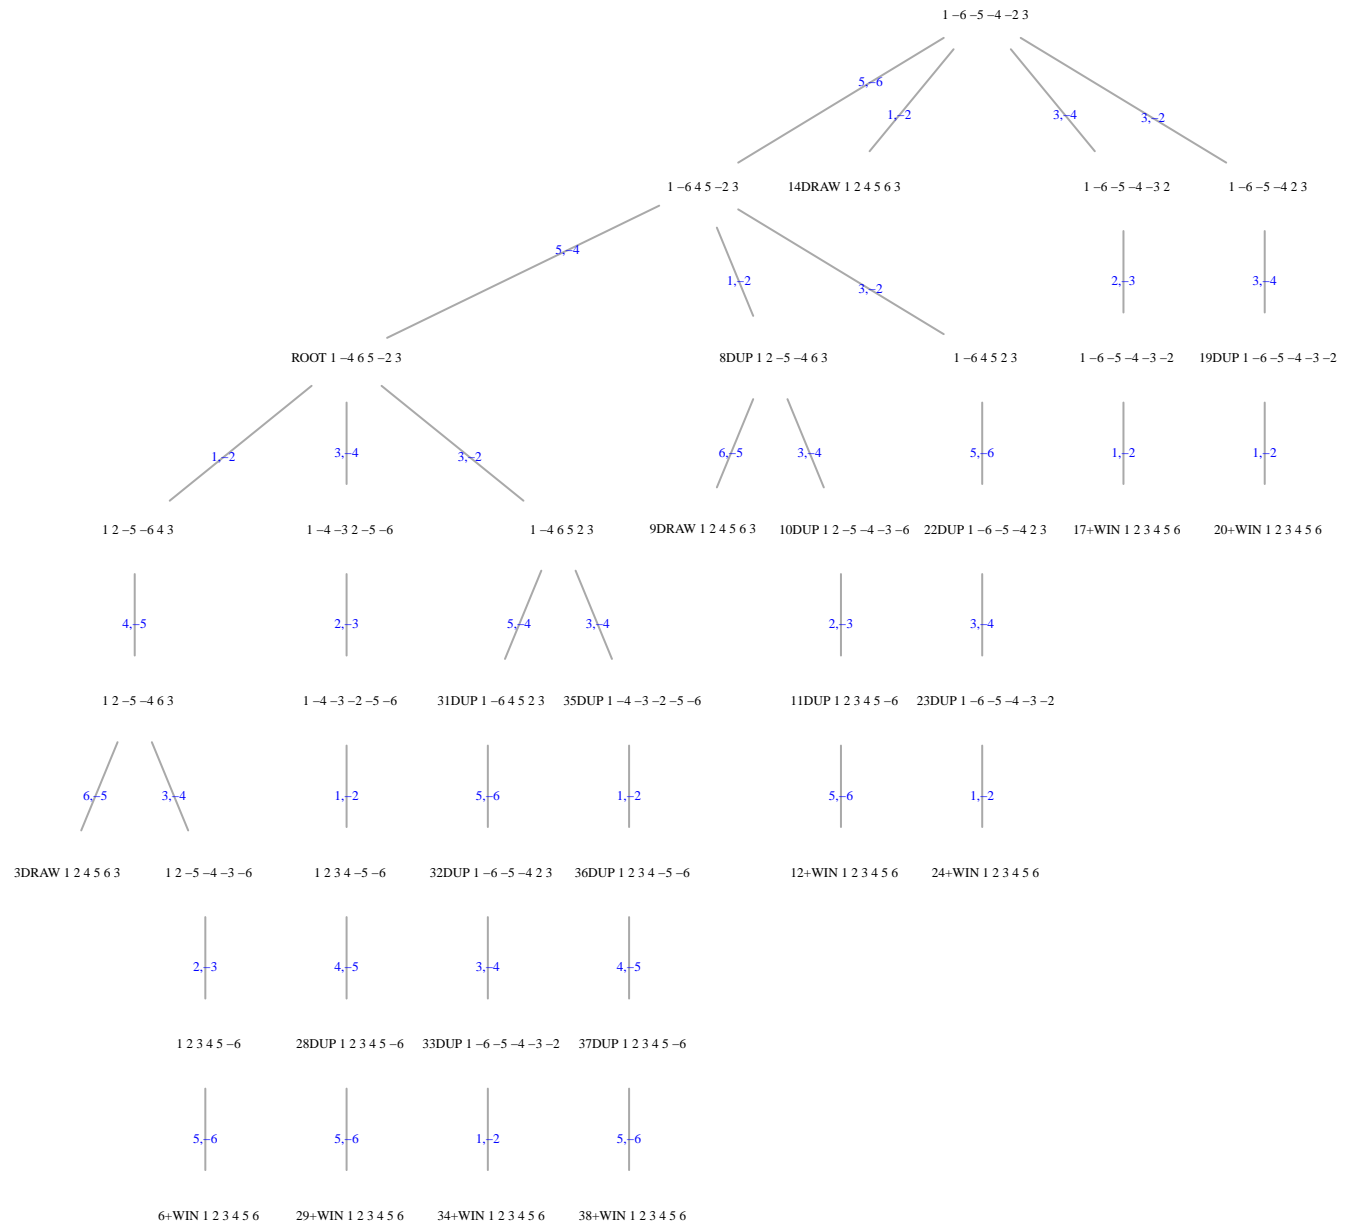 1 −6 −5 −4 −2 3
5,−6
1,−2
3,−4
3,−2
1 −6 4 5 −2 3
14DRAW 1 2 4 5 6 3
1 −6 −5 −4 −3 2
1 −6 −5 −4 2 3
5,−4
1,−2
3,−2
2,−3
3,−4
ROOT 1 −4 6 5 −2 3
8DUP 1 2 −5 −4 6 3
1 −6 4 5 2 3
1 −6 −5 −4 −3 −2
19DUP 1 −6 −5 −4 −3 −2
1,−2
3,−4
3,−2
6,−5
3,−4
5,−6
1,−2
1,−2
1 2 −5 −6 4 3
1 −4 −3 2 −5 −6
1 −4 6 5 2 3
9DRAW 1 2 4 5 6 3
10DUP 1 2 −5 −4 −3 −6
22DUP 1 −6 −5 −4 2 3
17+WIN 1 2 3 4 5 6
20+WIN 1 2 3 4 5 6
4,−5
2,−3
5,−4
3,−4
2,−3
3,−4
1 2 −5 −4 6 3
1 −4 −3 −2 −5 −6
31DUP 1 −6 4 5 2 3
35DUP 1 −4 −3 −2 −5 −6
11DUP 1 2 3 4 5 −6
23DUP 1 −6 −5 −4 −3 −2
6,−5
3,−4
1,−2
5,−6
1,−2
5,−6
1,−2
3DRAW 1 2 4 5 6 3
1 2 −5 −4 −3 −6
1 2 3 4 −5 −6
32DUP 1 −6 −5 −4 2 3
36DUP 1 2 3 4 −5 −6
12+WIN 1 2 3 4 5 6
24+WIN 1 2 3 4 5 6
2,−3
4,−5
3,−4
4,−5
1 2 3 4 5 −6
28DUP 1 2 3 4 5 −6
33DUP 1 −6 −5 −4 −3 −2
37DUP 1 2 3 4 5 −6
5,−6
5,−6
1,−2
5,−6
6+WIN 1 2 3 4 5 6
29+WIN 1 2 3 4 5 6
34+WIN 1 2 3 4 5 6
38+WIN 1 2 3 4 5 6